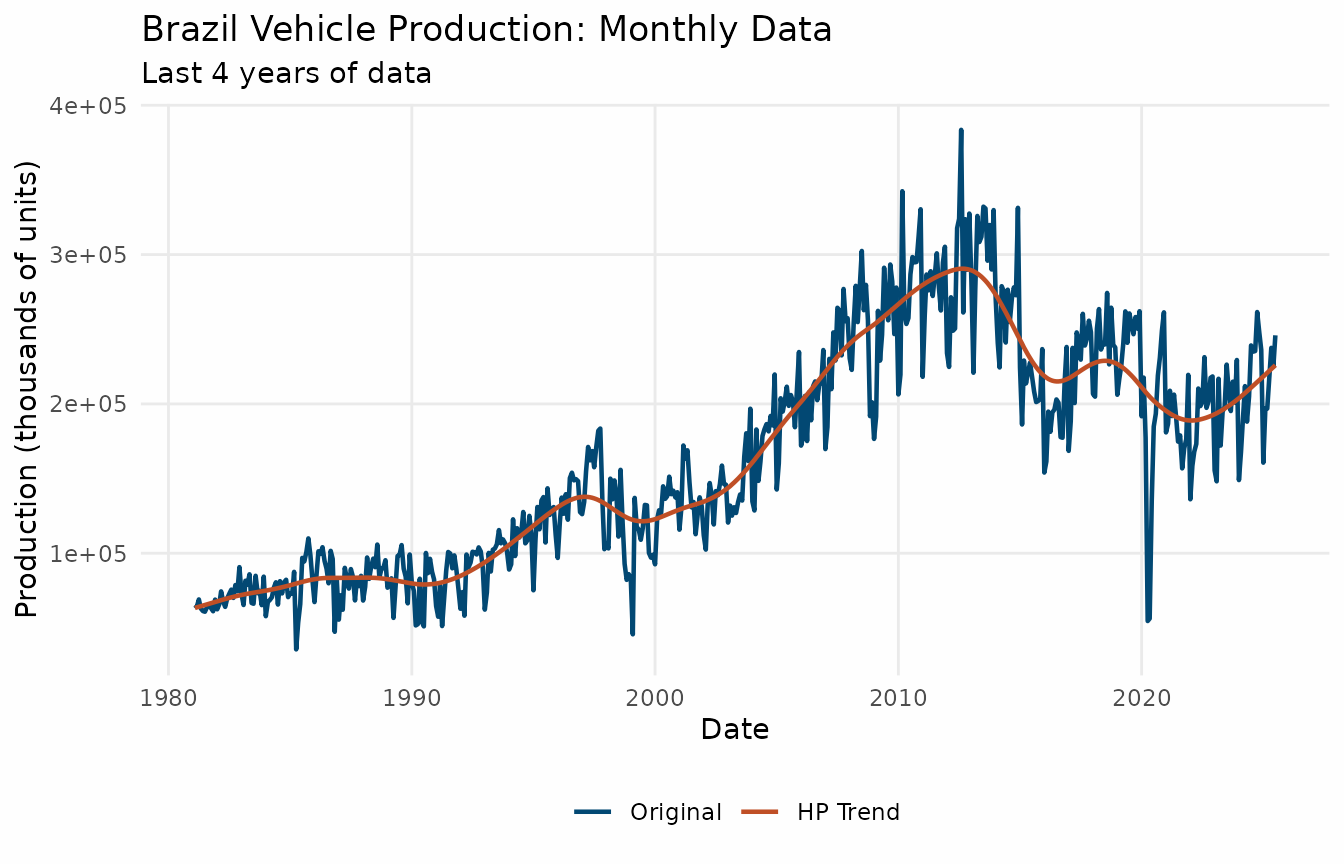 Brazil Vehicle Production: Monthly Data
Last 4 years of data
Production (thousands of units)
4e+05
3e+05
2e+05
1e+05
1980 1990 2000 2010 2020
Date
Original HP Trend